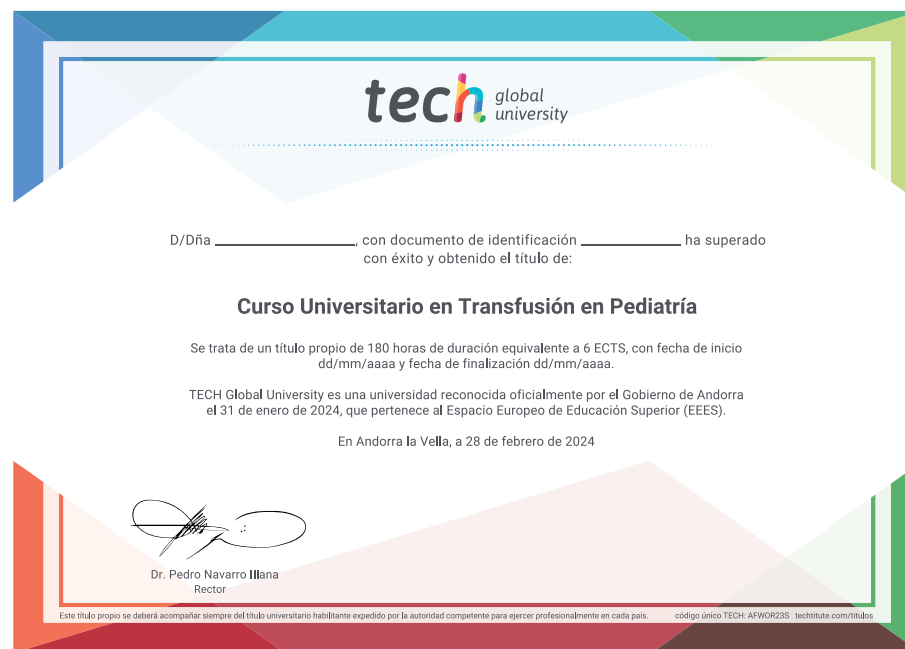 tech global
university
D/Dña ____________________, con documento de identificación ______________ ha superado
con éxito y obtenido el título de:
Curso Universitario en Transfusión en Pediatría
Se trata de un título propio de 180 horas de duración equivalente a 6 ECTS, con fecha de inicio
dd/mm/aaaa y fecha de finalización dd/mm/aaaa.
TECH Global University es una universidad reconocida oficialmente por el Gobierno de Andorra
el 31 de enero de 2024, que pertenece al Espacio Europeo de Educación Superior (EEES).
En Andorra la Vella, a 28 de febrero de 2024
Dr. Pedro Navarro Illana
Rector
Este título propio se deberá acompañar siempre del título universitario habilitante expedido por la autoridad competente para ejercer profesionalmente en cada país. código único TECH: AFWOR23S techtitute.com/titulos